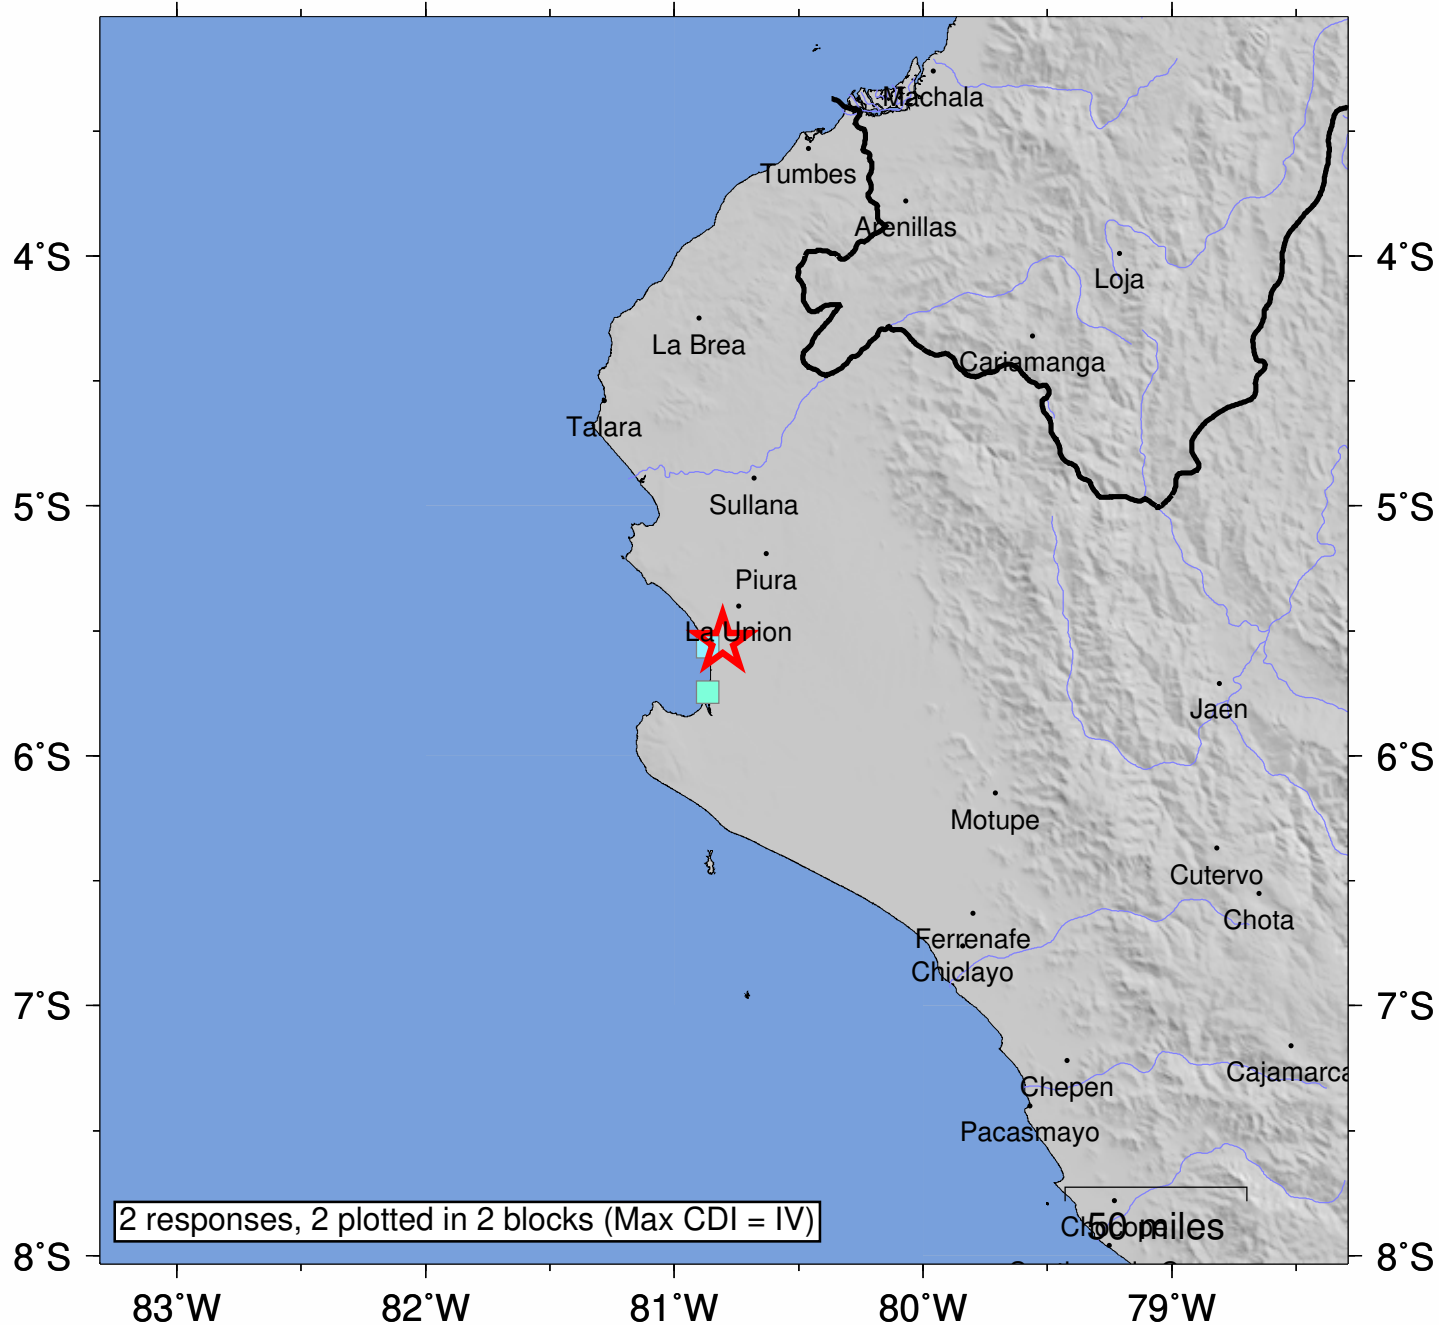 Machala
Tumbes
Arenillas
4°S
4°S
Loja
La Brea
Cariamanga
Talara
5°S
Sullana
5°S
Piura
La Union
Jaen
6°S
6°S
Motupe
Cutervo
Chota
Ferrenafe
Chiclayo
7°S
7°S
Cajamarca
Chepen
Pacasmayo
2 responses, 2 plotted in 2 blocks (Max CDI = IV)
Chocope
50 miles
8°S
8°S
83°W
82°W
81°W
80°W
79°W